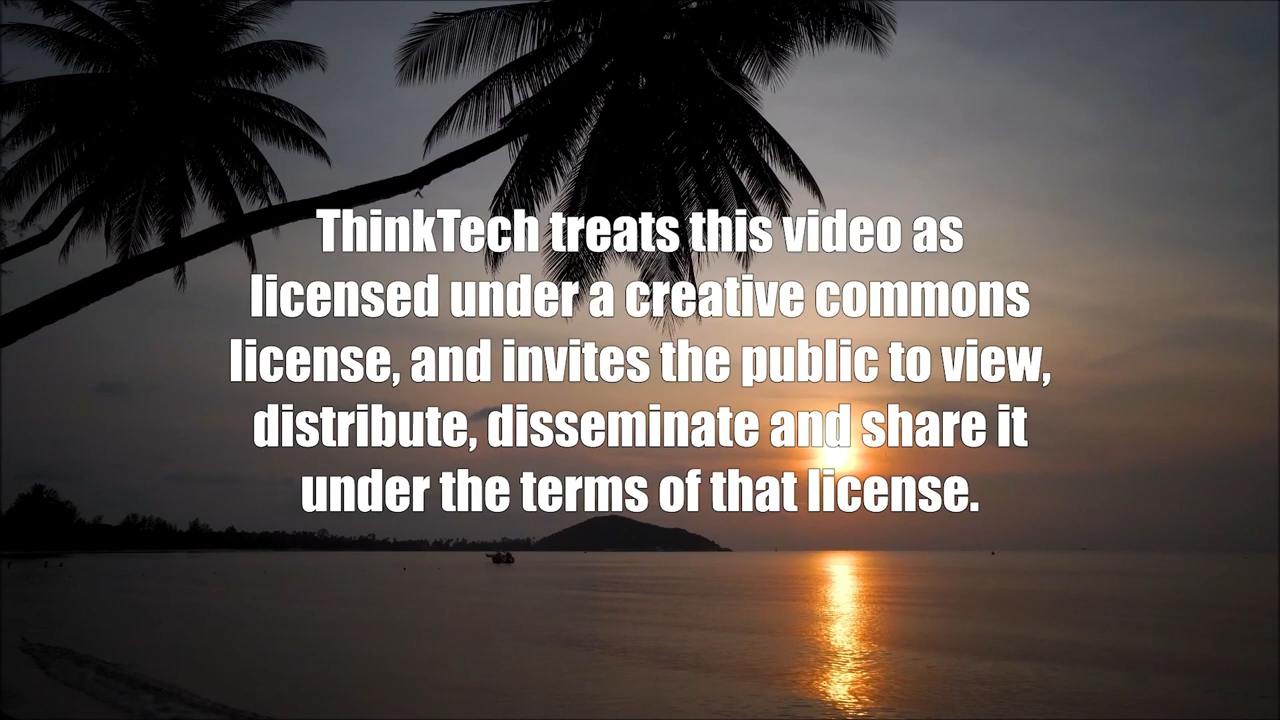 ThinkTech treats this video as
licensed under a creative commons
license, and invites the public to view,
distribute, disseminate and share it
under the terms of that license.